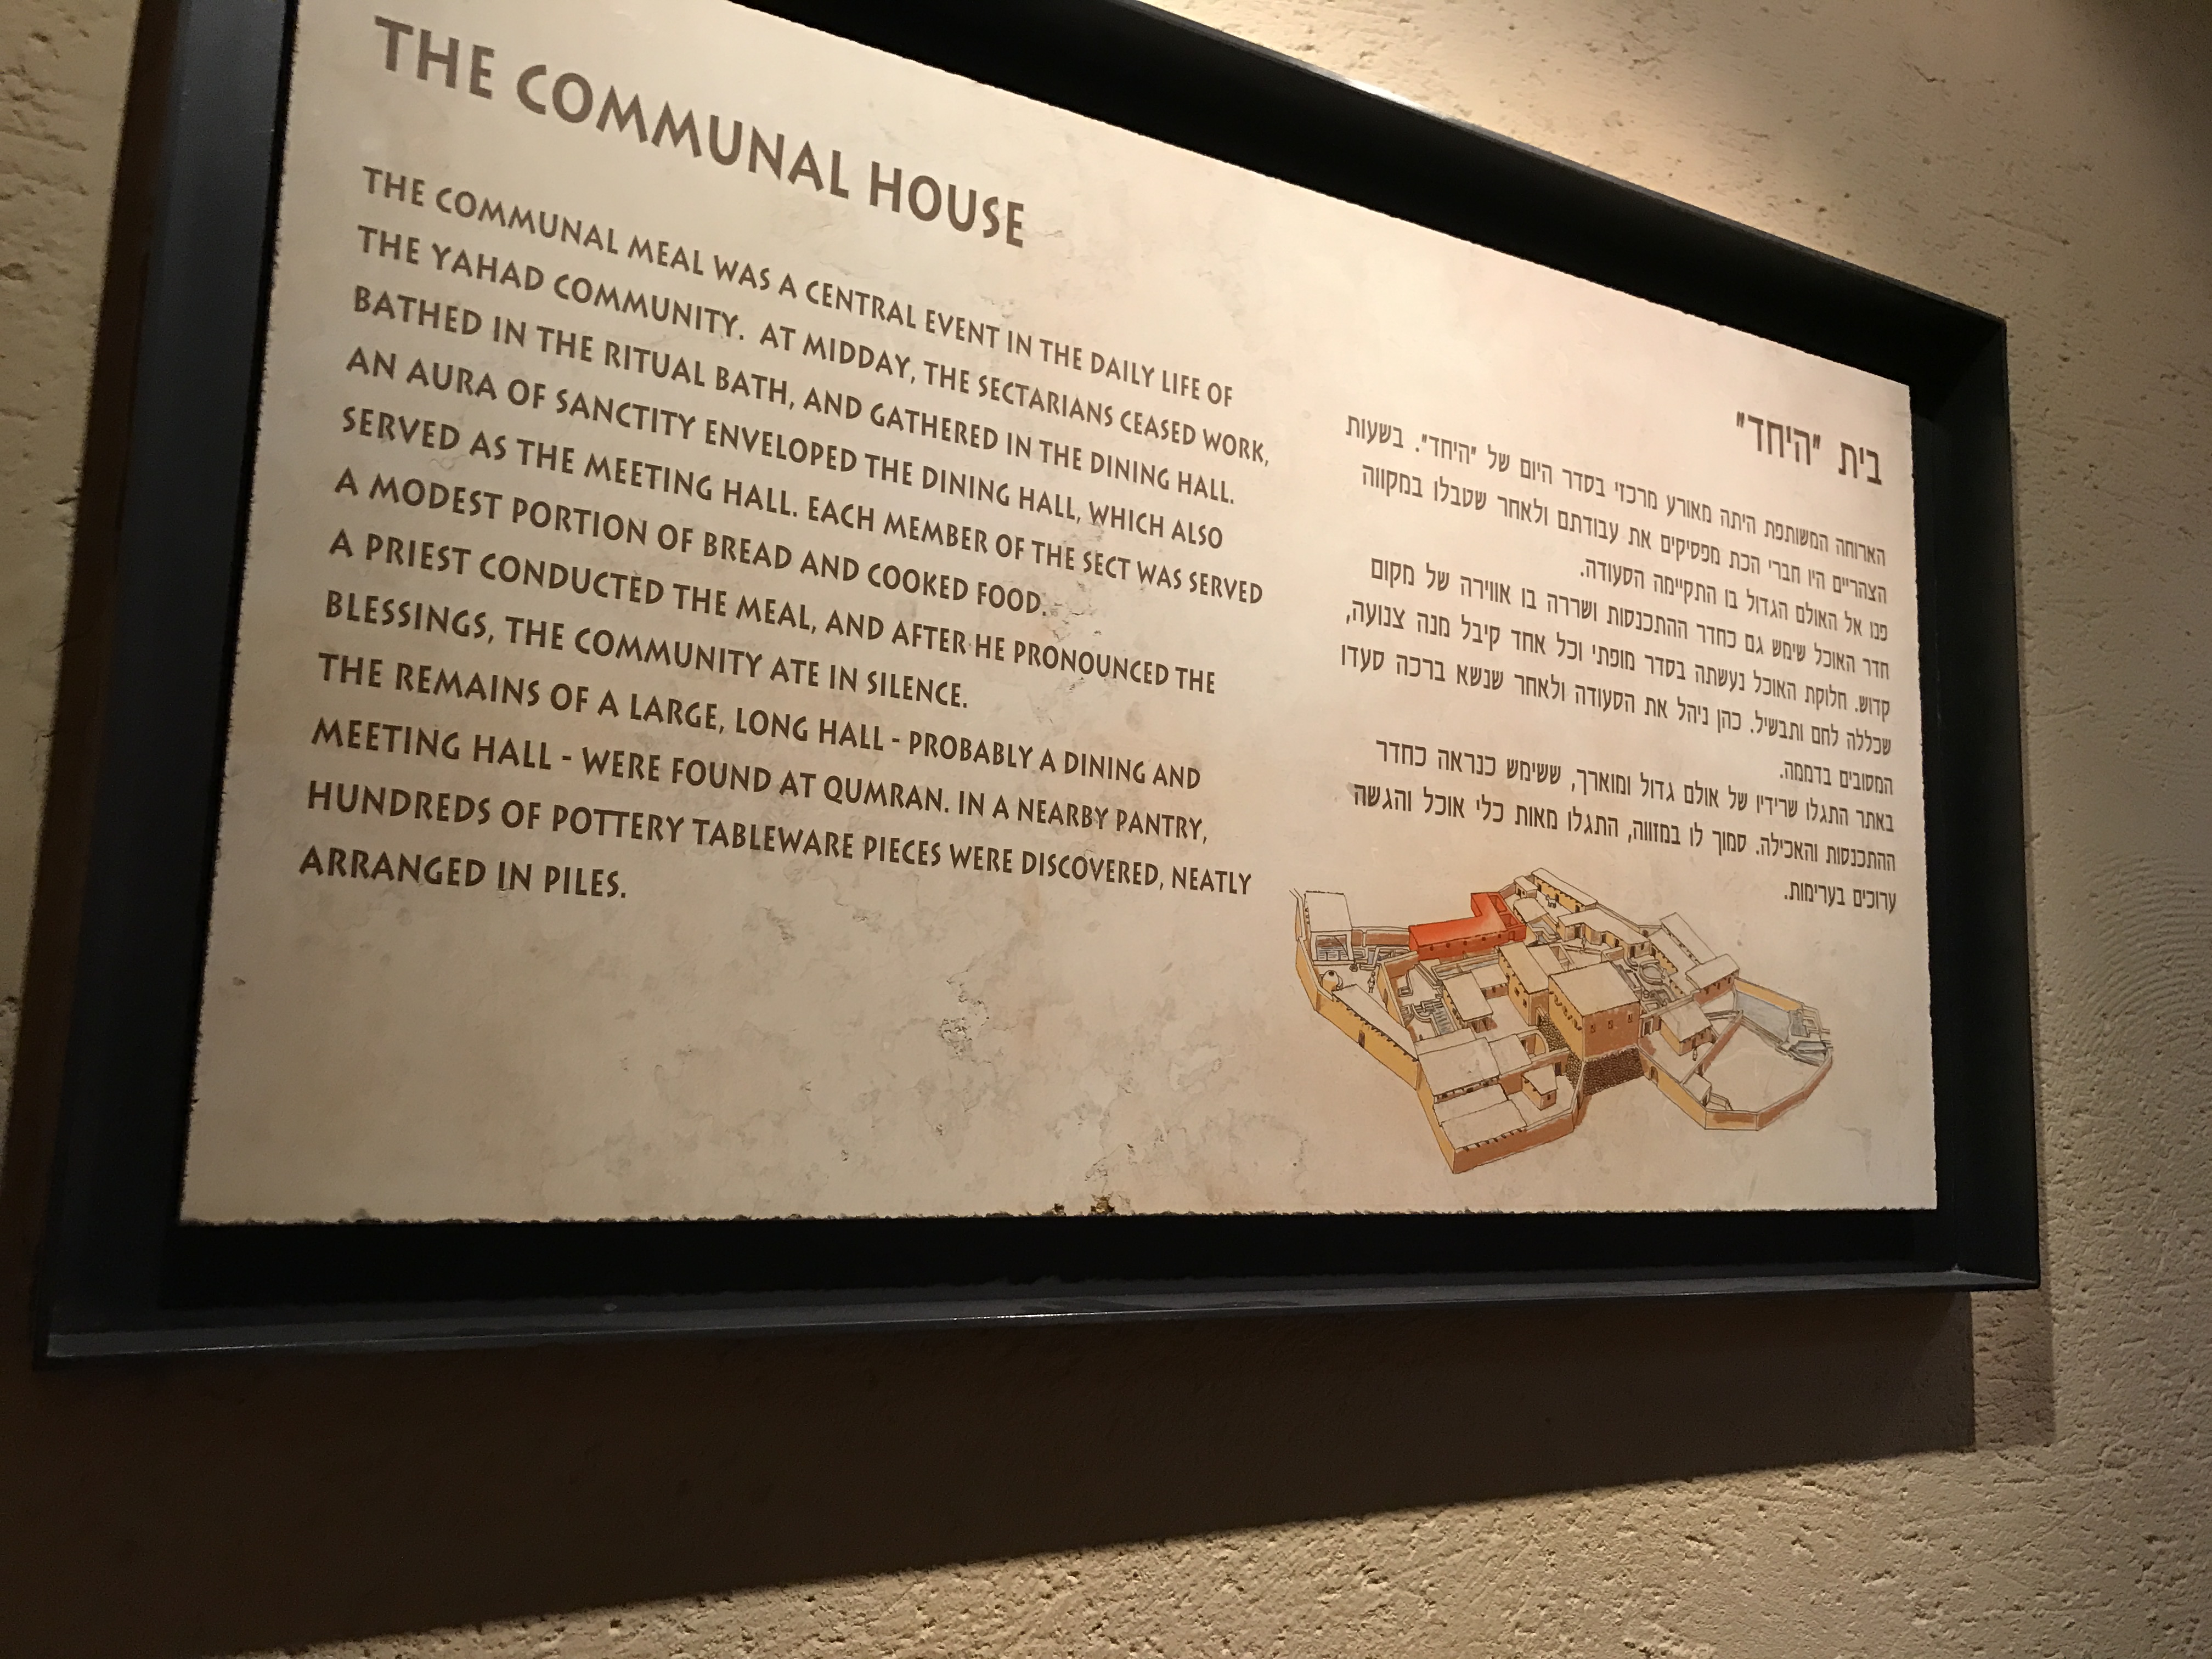 THE COMMUNAL HOUSE
THE COMMUNAL MEAL WAS A CENTRAL EVENT IN THE DAILY LIFE OF
THE YAHAD COMMUNITY. AT MIDDAY, THE SECTARIANS CEASED WORK,
BATHED IN THE RITUAL BATH, AND GATHERED IN THE DINING HALL.
AN AURA OF SANCTITY ENVELOPED THE DINING HALL, WHICH ALSO
SERVED AS THE MEETING HALL. EACH MEMBER OF THE SECT WAS SERVED
A MODEST PORTION OF BREAD AND COOKED FOOD.
A PRIEST CONDUCTED THE MEAL, AND AFTER HE PRONOUNCED THE
BLESSINGS, THE COMMUNITY ATE IN SILENCE.
THE REMAINS OF A LARGE, LONG HALL - PROBABLY A DINING AND
MEETING HALL - WERE FOUND AT QUMRAN. IN A NEARBY PANTRY,
HUNDREDS OF POTTERY TABLEWARE PIECES WERE DISCOVERED, NEATLY
ARRANGED IN PILES.
בית "היחד"
הארוחה המשותפת היתה מאורע מרכזי בסדר היום של "היחד". בשעות
הצהריים היו חברי הכת מפסיקים את עבודתם ולאחר שטבלו במקווה
פנו אל האולם הגדול בו התקיימה הסעודה.
חדר האוכל שימש גם כחדר ההתכנסות ושררה בו אווירה של מקום
קדוש. חלוקת האוכל נעשתה בסדר מופתי וכל אחד קיבל מנה צנועה,
שכללה לחם ותבשיל. כהן ניהל את הסעודה ולאחר שנשא ברכה סעדו
המסובים בדממה.
באתר התגלו שרידיו של אולם גדול ומוארך, ששימש כנראה כחדר
ההתכנסות והאכילה. סמוך לו במזווה, התגלו מאות כלי אוכל והגשה
ערוכים בערימות.